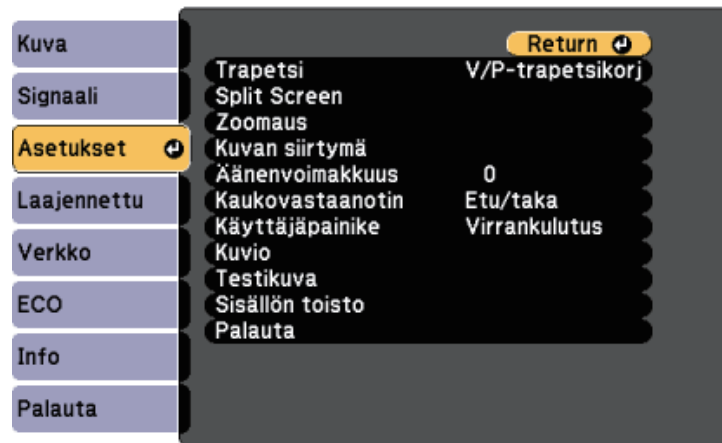 Kuva
Signaali
Asetukset
Laajennettu
Verkko
ECO
Info
Palauta
Return
Trapetsi V/P-trapetsikorj
Split Screen
Zoomaus
Kuvan siirtymä
Äänenvoimakkuus 0
Kaukovastaanotin Etu/taka
Käyttäjäpainike Virrankulutus
Kuvio
Testikuva
Sisällön toisto
Palauta